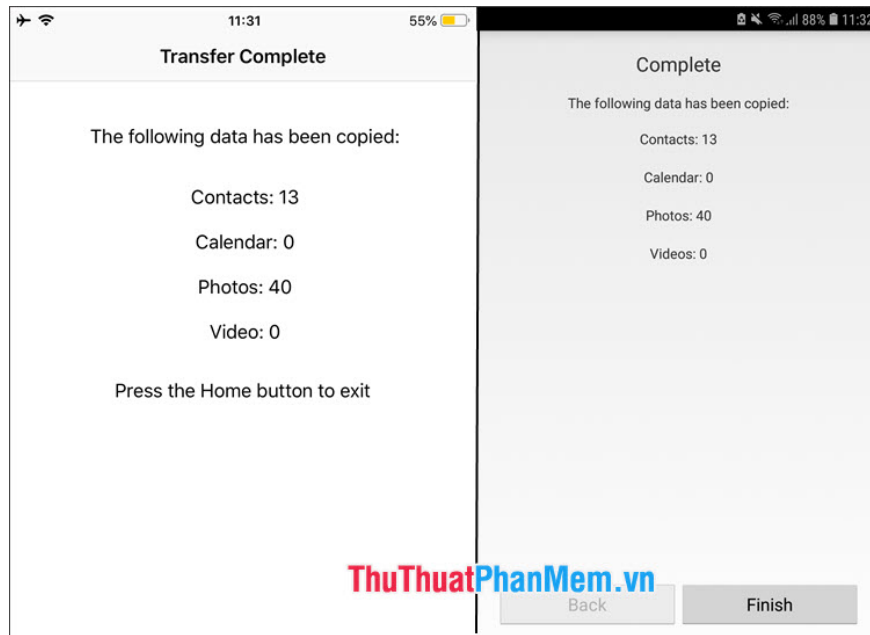 11:31
55%
Transfer Complete
The following data has been copied:
Contacts: 13
Calendar: 0
Photos: 40
Video: 0
Press the Home button to exit
88% 11:32
Complete
The following data has been copied:
Contacts: 13
Calendar: 0
Photos: 40
Videos: 0
ThuThuatPhanMem.vn
Back
Finish